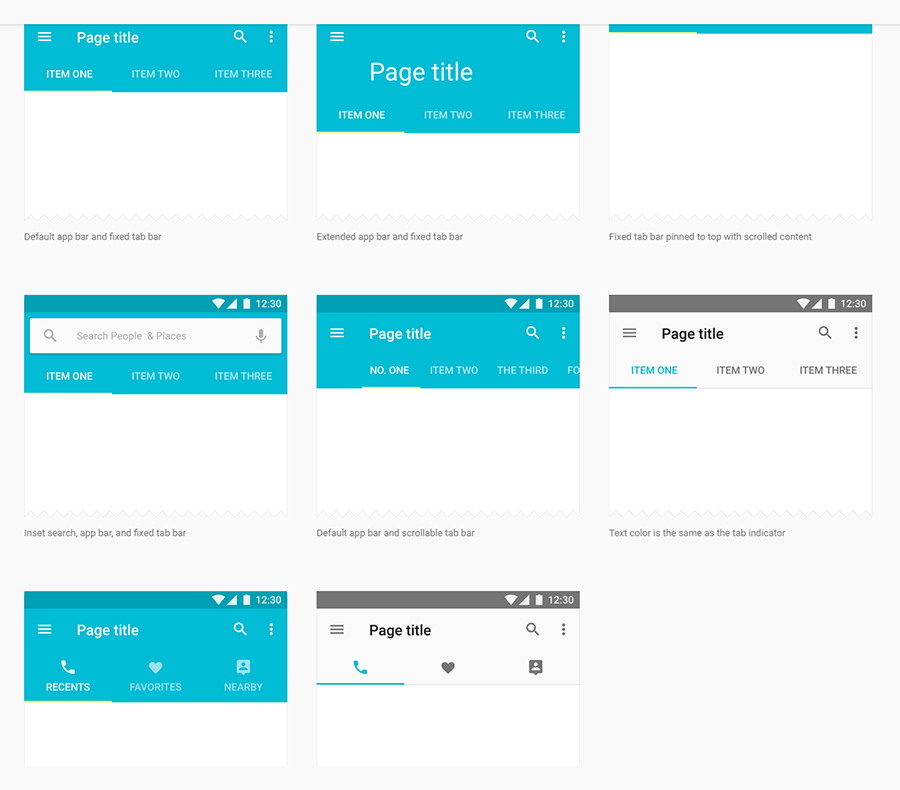 Page title
ITEM ONE ITEM TWO ITEM THREE
Default app bar and fixed tab bar
Page title
ITEM ONE ITEM TWO ITEM THREE
Extended app bar and fixed tab bar
Fixed tab bar pinned to top with scrolled content
12:30
Search People & Places
ITEM ONE ITEM TWO ITEM THREE
Inset search, app bar, and fixed tab bar
12:30
Page title
NO. ONE ITEM TWO THE THIRD FO
Default app bar and scrollable tab bar
12:30
Page title
ITEM ONE ITEM TWO ITEM THREE
Text color is the same as the tab indicator
12:30
Page title
RECENTS FAVORITES NEARBY
12:30
Page title